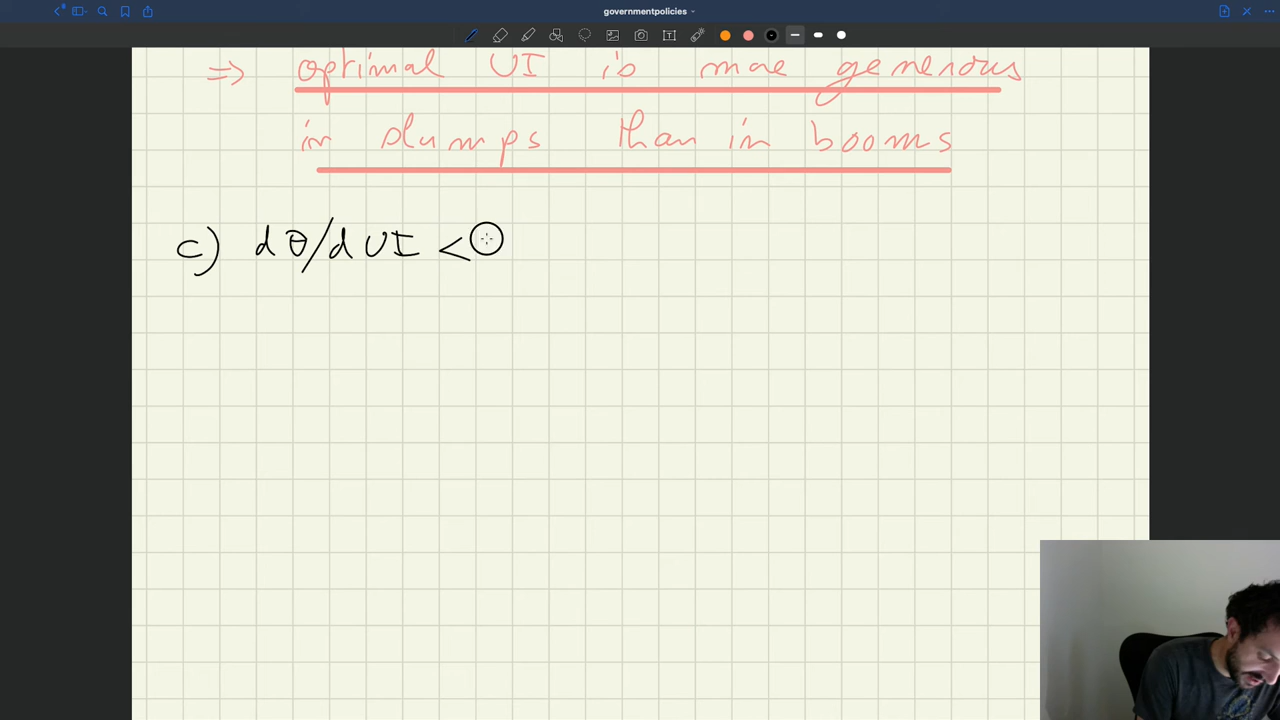 governmentpolicies
⇒ optimal UI is more generous
in slumps than in booms
c) dθ/dUI <0